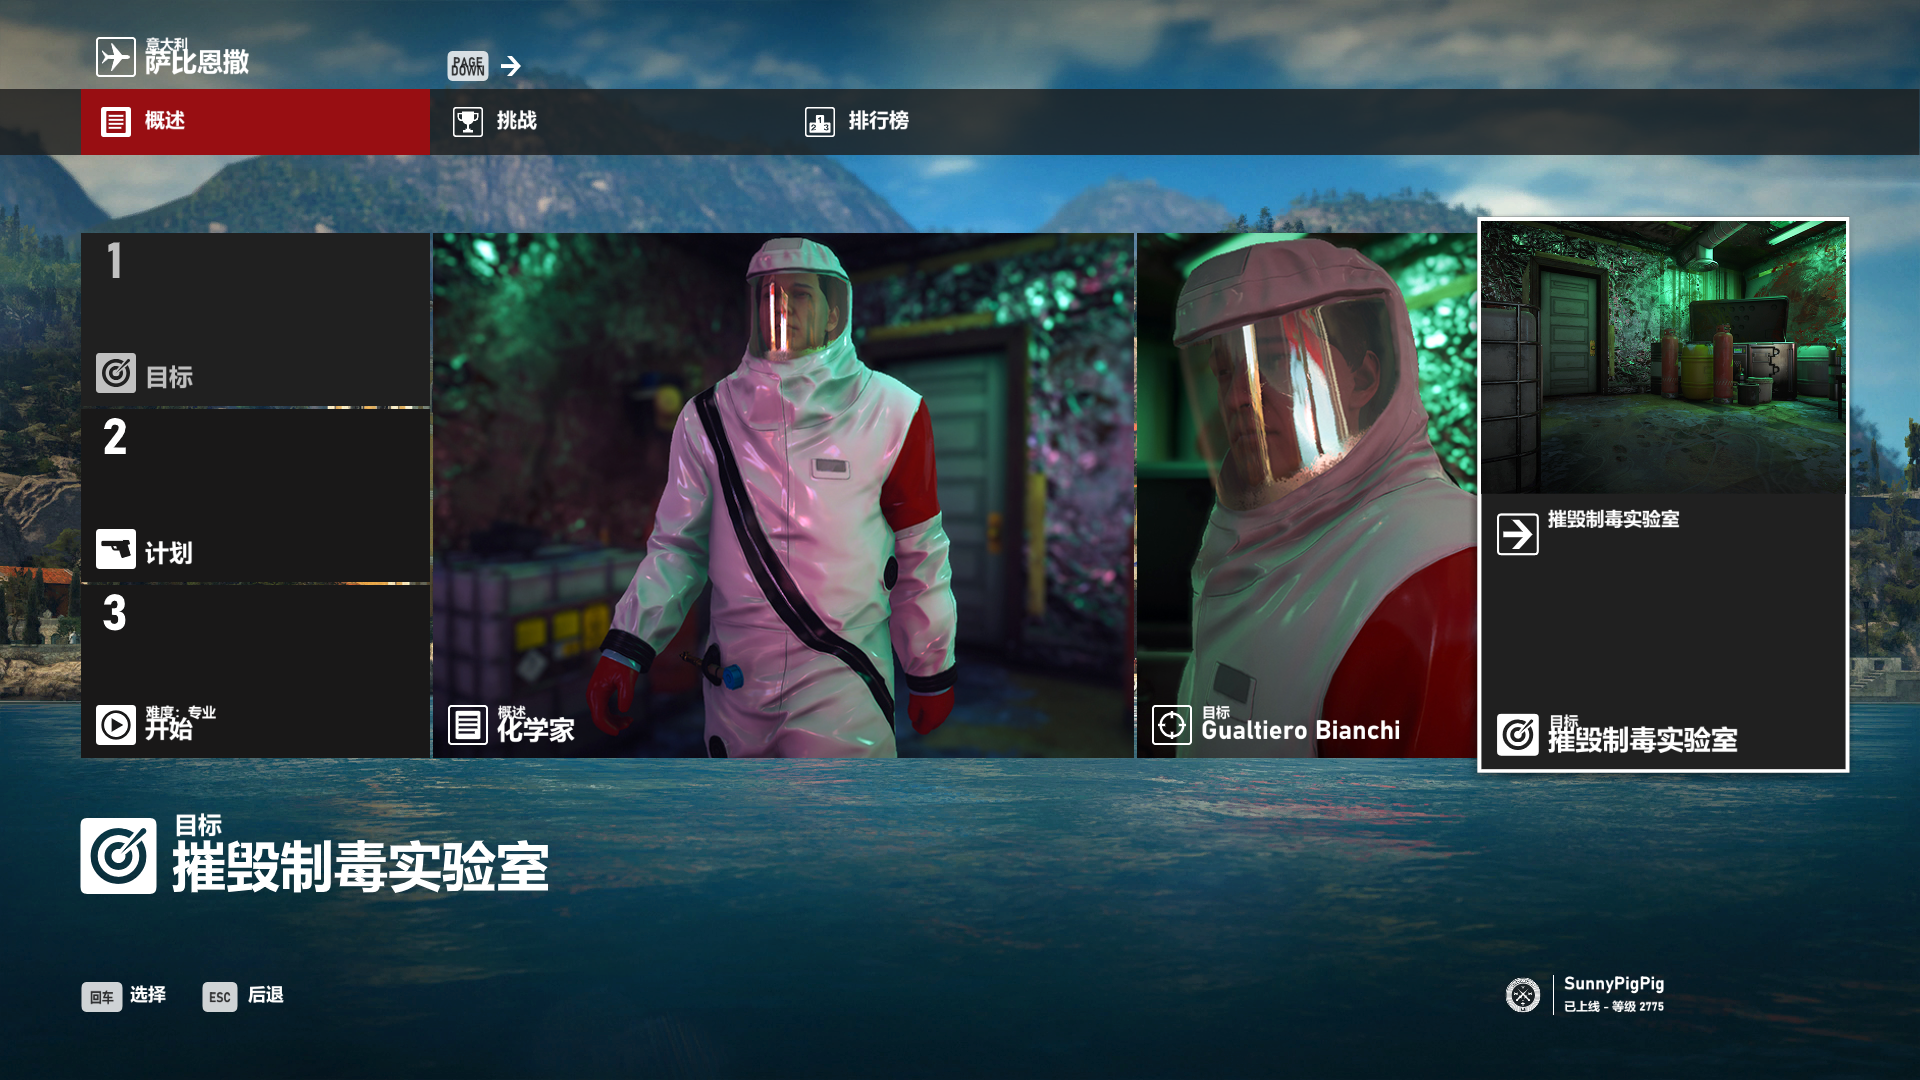 意大利
萨比恩撒
PAGE DOWN
概述
挑战
排行榜
1
目标
2
计划
3
难度：专业
开始
概述
化学家
目标
Gualtiero Bianchi
摧毁制毒实验室
目标
摧毁制毒实验室
目标
摧毁制毒实验室
回车 选择
ESC 后退
SunnyPigPig
已上线 - 等级 2775